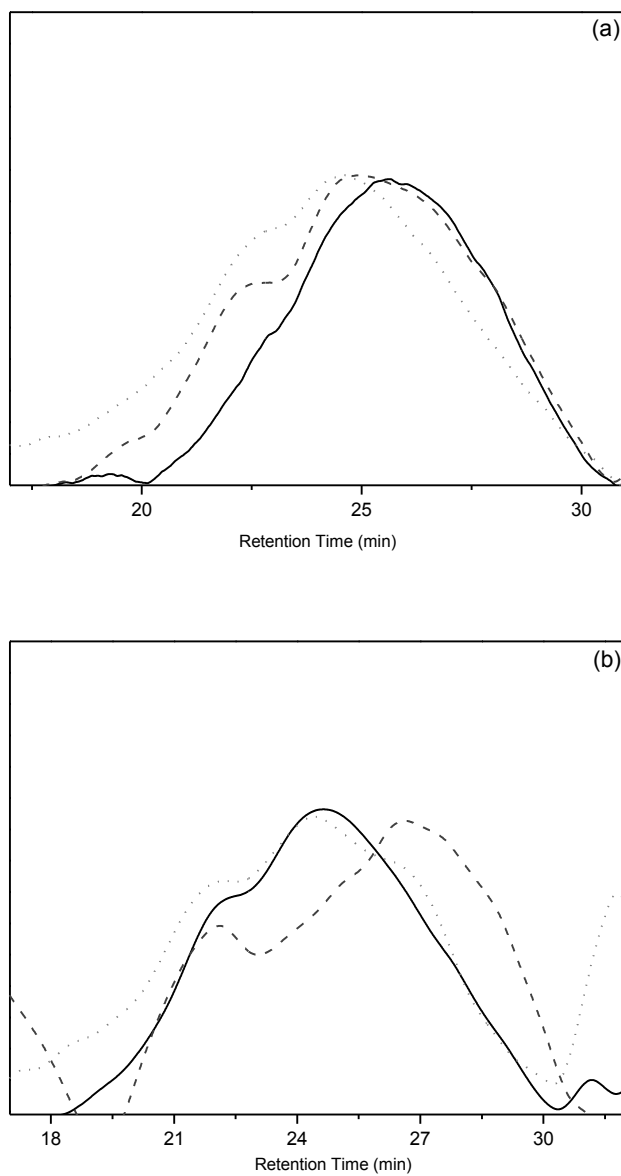 (a)
20 25 30
Retention Time (min)
(b)
18 21 24 27 30
Retention Time (min)